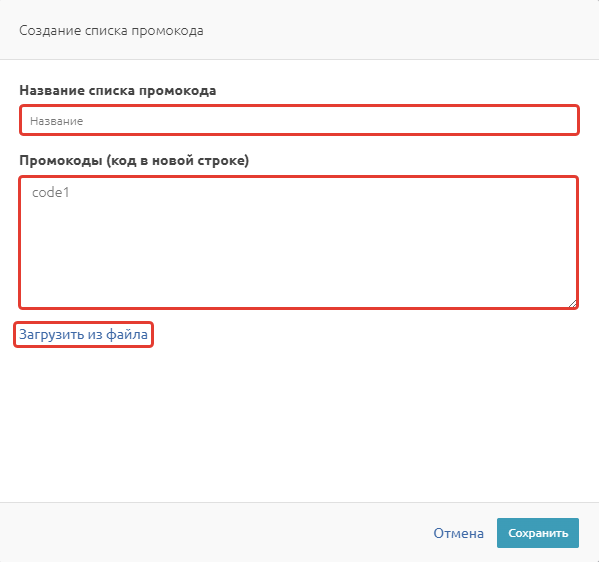 Создание списка промокода
Название списка промокода
Название
Промокоды (код в новой строке)
code1
Загрузить из файла
Отмена
Сохранить